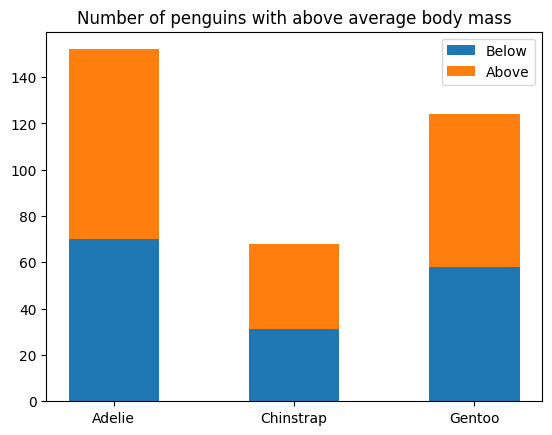 Number of penguins with above average body mass
Below
Above
140
120
100
80
60
40
20
0
Adelie
Chinstrap
Gentoo